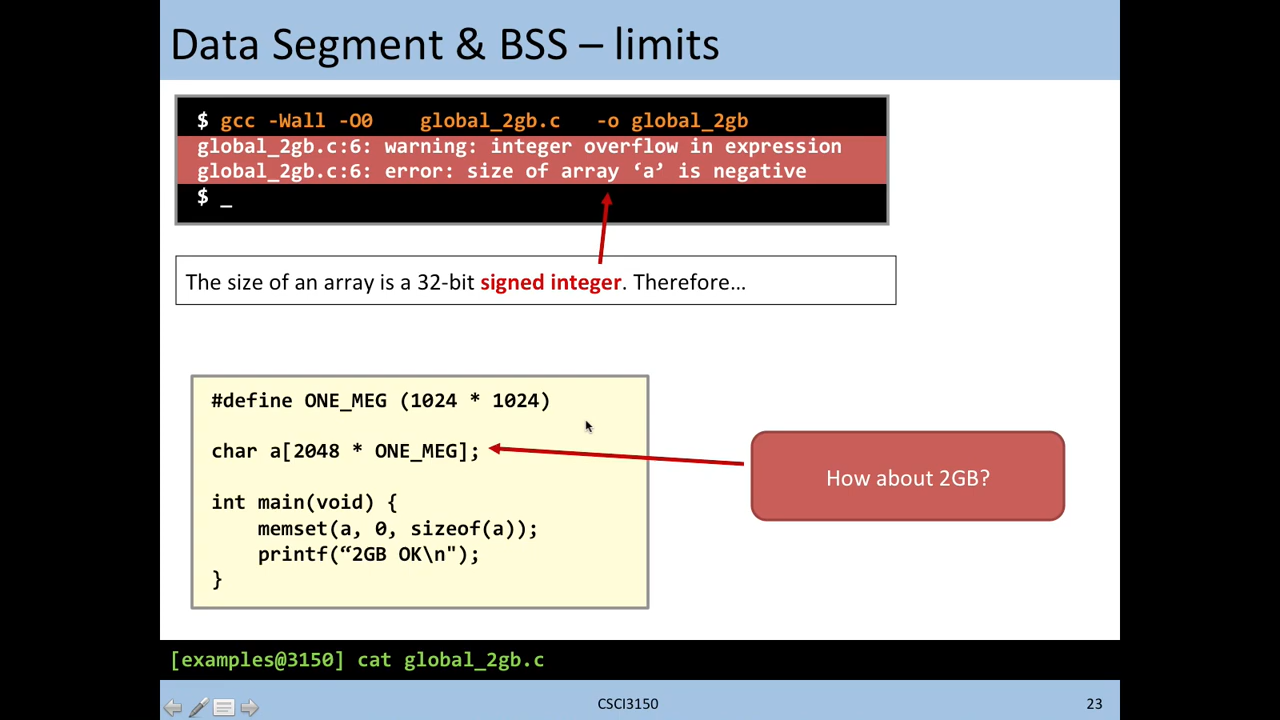 Data Segment & BSS – limits
$ gcc -Wall -O0    global_2gb.c   -o global_2gb
global_2gb.c:6: warning: integer overflow in expression
global_2gb.c:6: error: size of array ‘a’ is negative
$ _
The size of an array is a 32-bit signed integer. Therefore…
#define ONE_MEG (1024 * 1024)
char a[2048 * ONE_MEG];
How about 2GB?
int main(void) {
    memset(a, 0, sizeof(a));
    printf(“2GB OK\n");
}
[examples@3150] cat global_2gb.c
CSCI3150
23